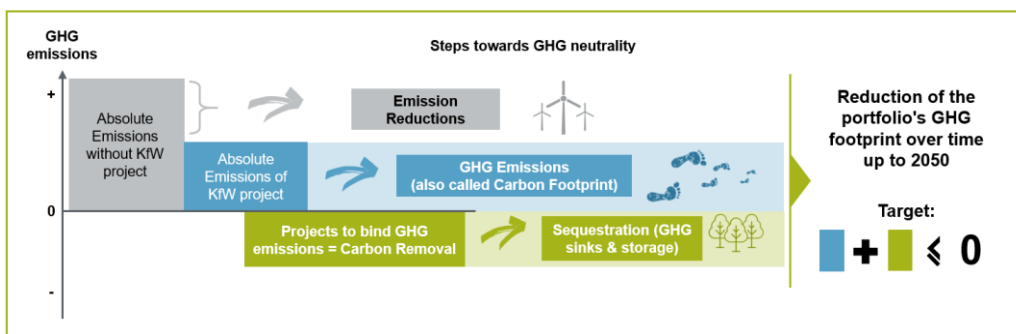 GHG
emissions
Steps towards GHG neutrality
+
Absolute
Emissions
without KfW
project
Emission
Reductions
Absolute
Emissions of
KfW project
GHG Emissions
(also called Carbon Footprint)
0
Projects to bind GHG
emissions = Carbon Removal
Sequestration (GHG
sinks & storage)
-
Reduction of the
portfolio's GHG
footprint over time
up to 2050
Target:
+ ≤ 0